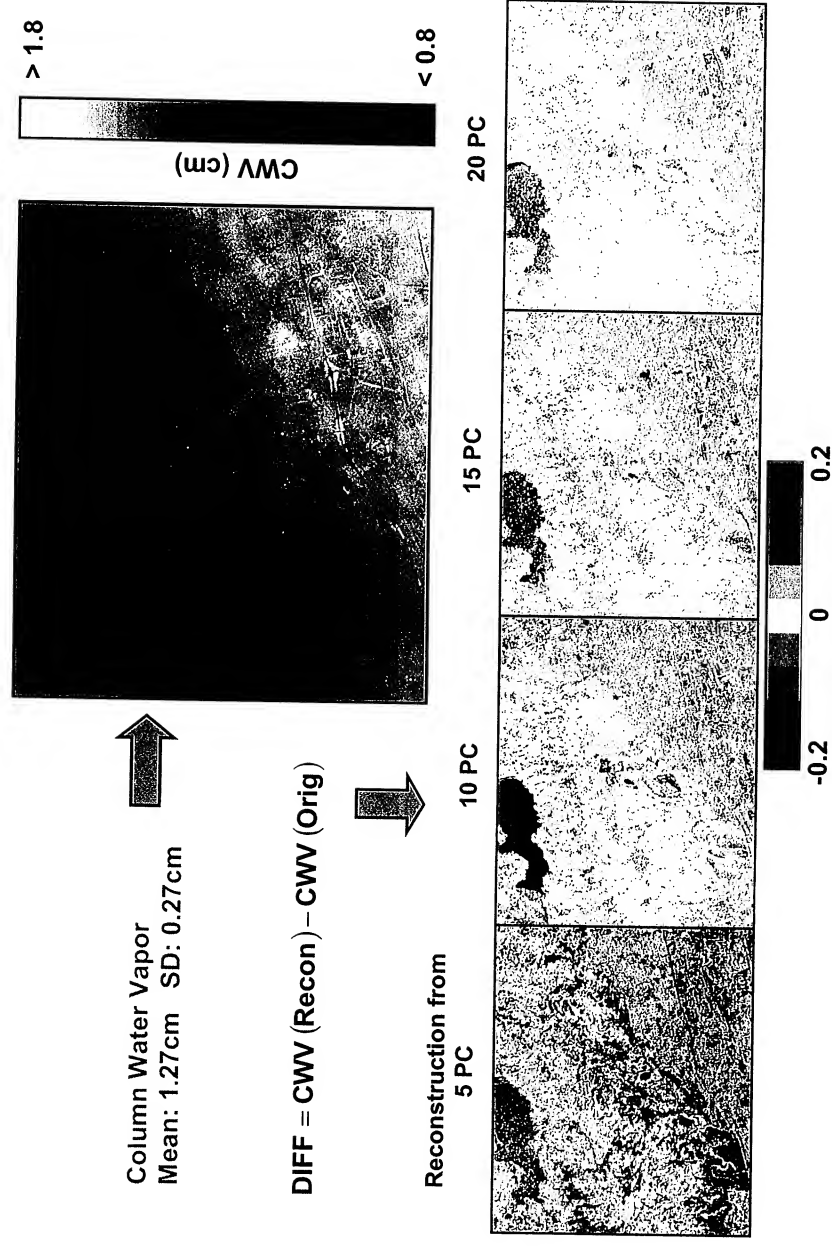 Column Water Vapor
Mean: 1.27cm SD: 0.27cm
> 1.8
CWV (cm)
< 0.8
DIFF = CWV (Recon) – CWV (Orig)
Reconstruction from
5 PC
10 PC
15 PC
20 PC
-0.2
0
0.2